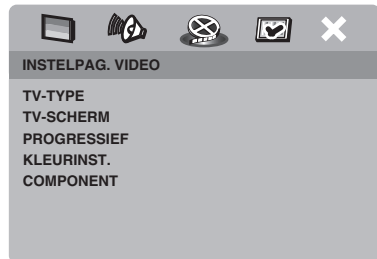 INSTELPAG. VIDEO
TV-TYPE
TV-SCHERM
PROGRESSIEF
KLEURINST.
COMPONENT